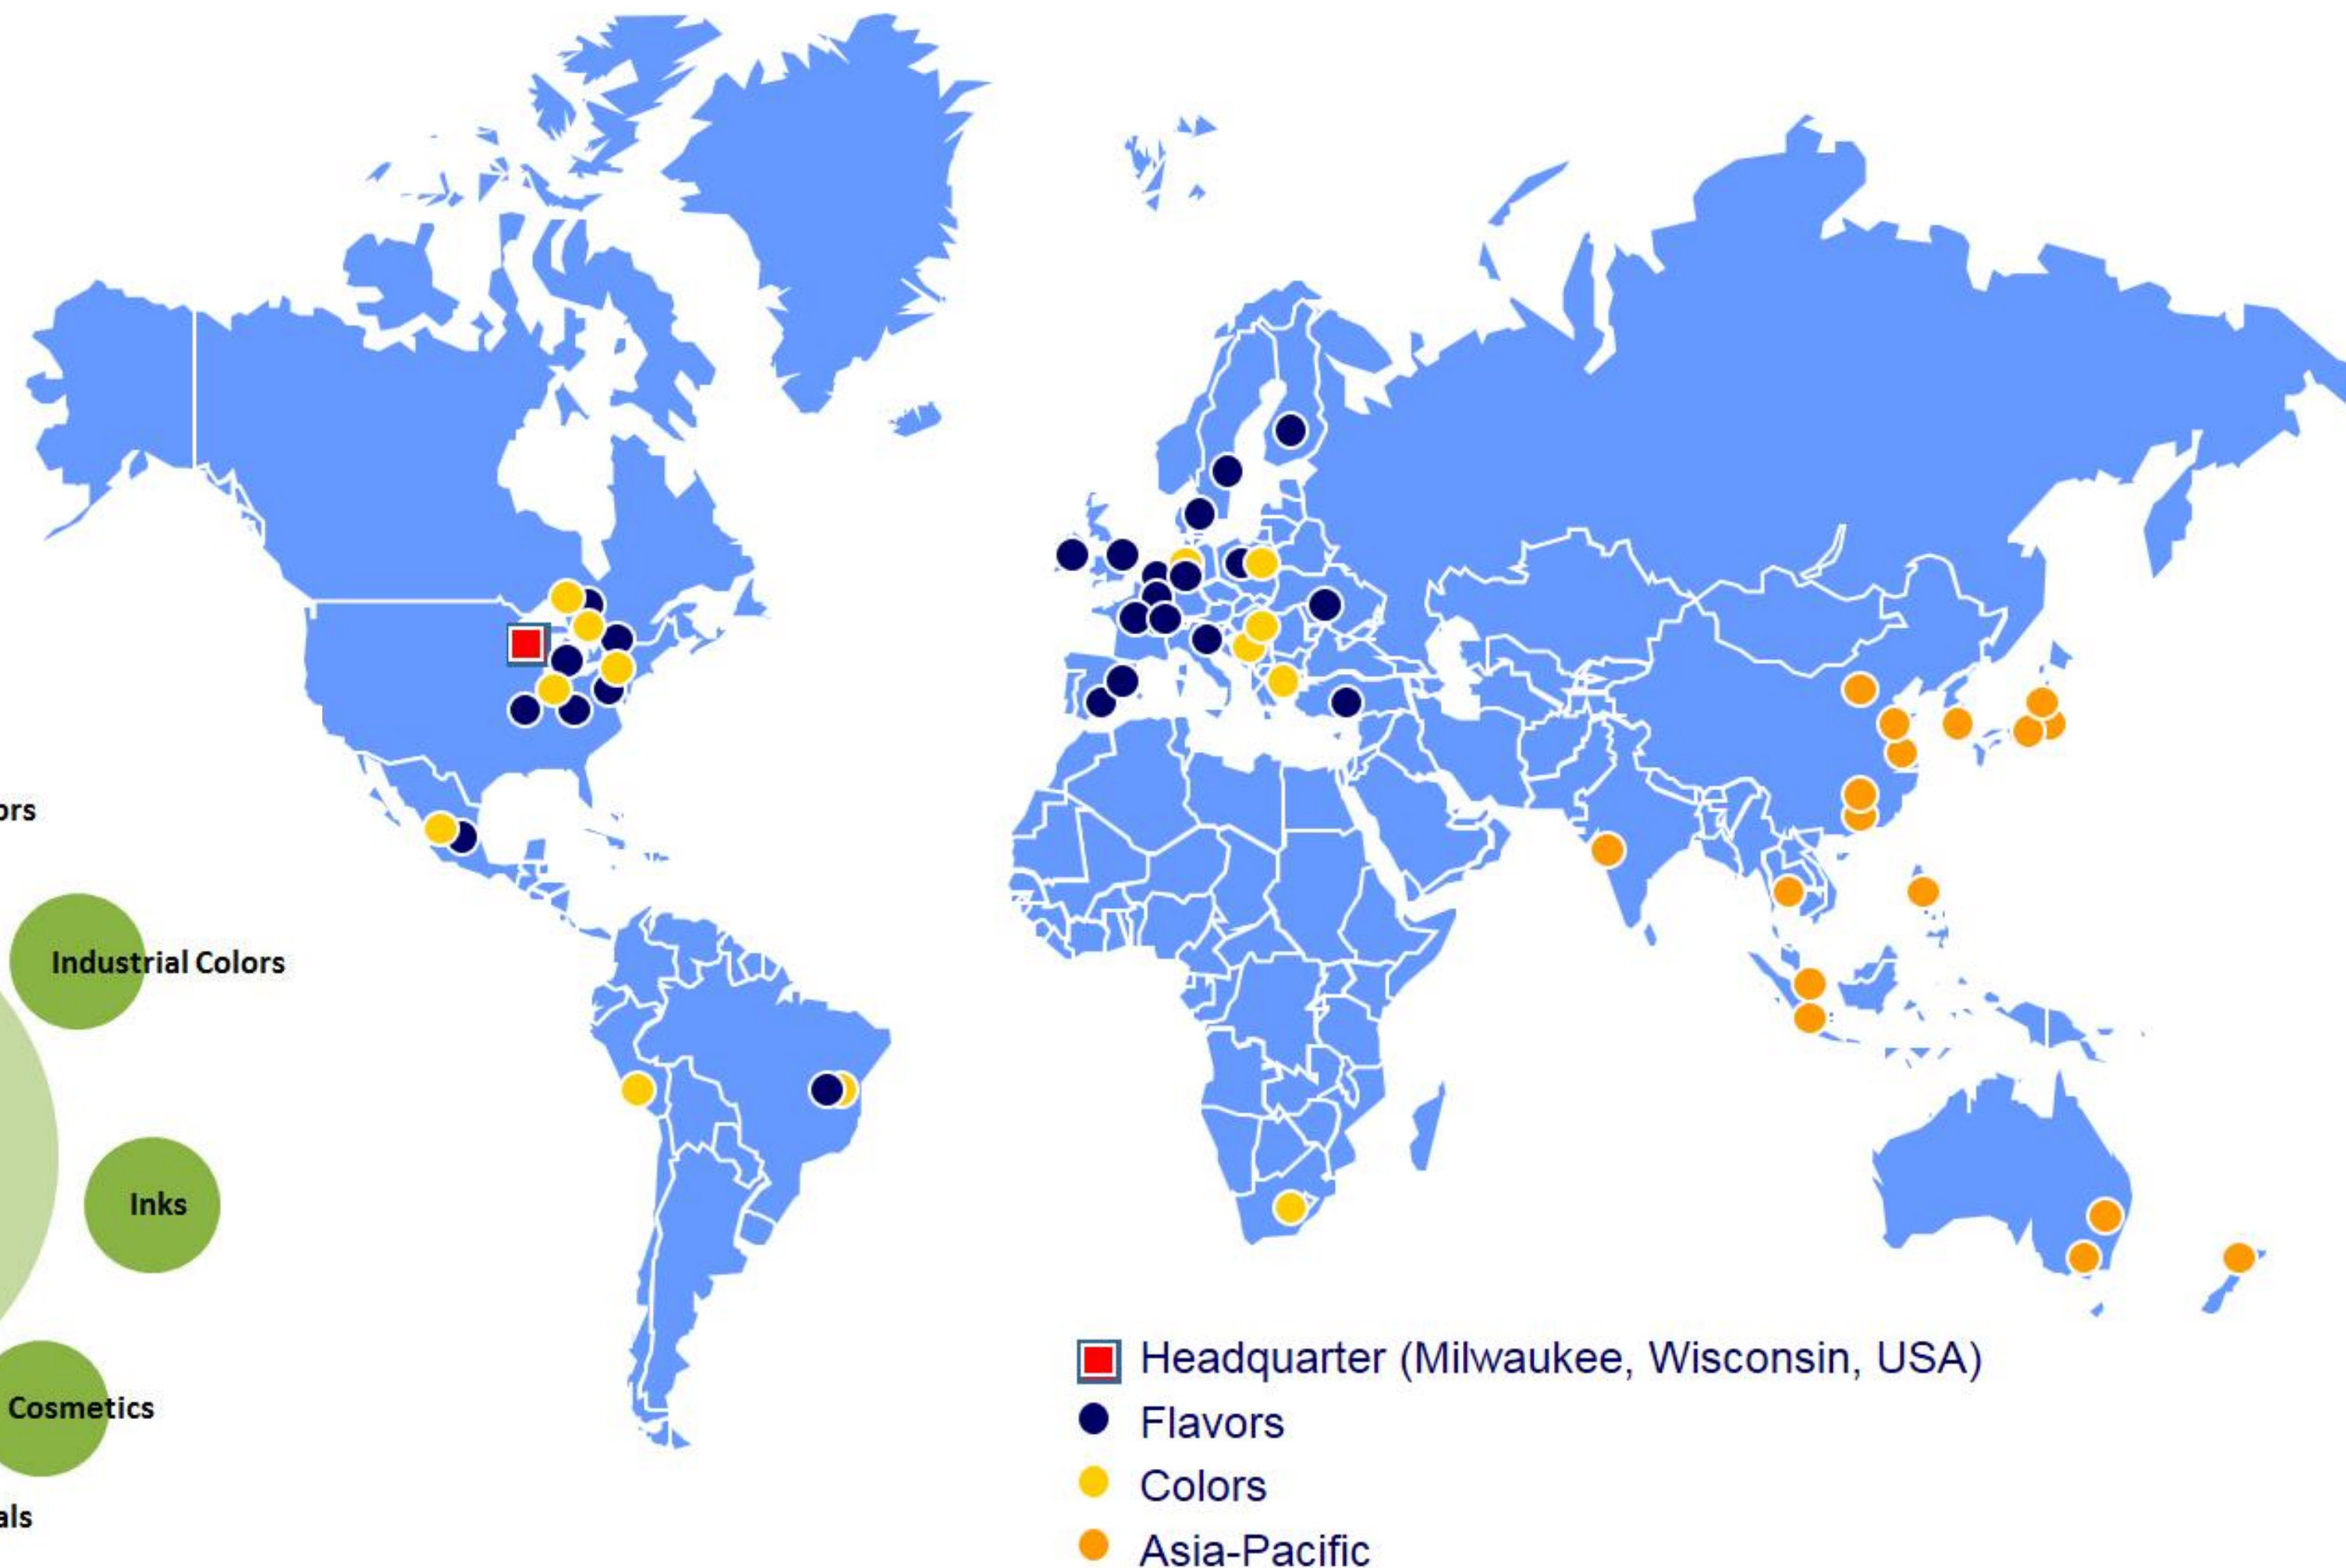 ors
Industrial Colors
Inks
Cosmetics
als
Headquarter (Milwaukee, Wisconsin, USA)
Flavors
Colors
Asia-Pacific